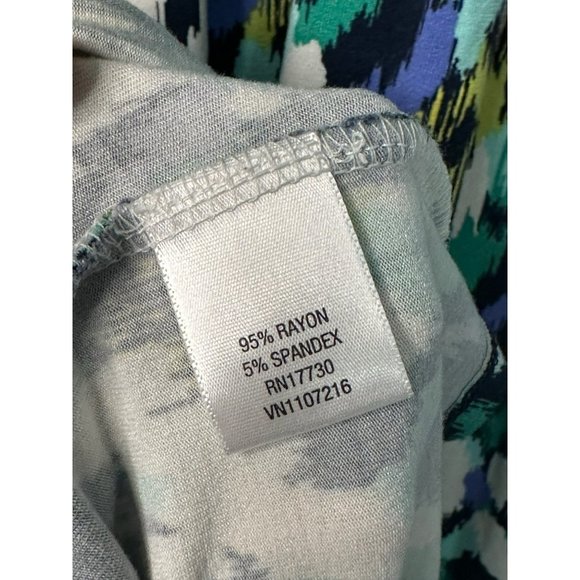 95% RAYON
5% SPANDEX
RN17730
VN1107216